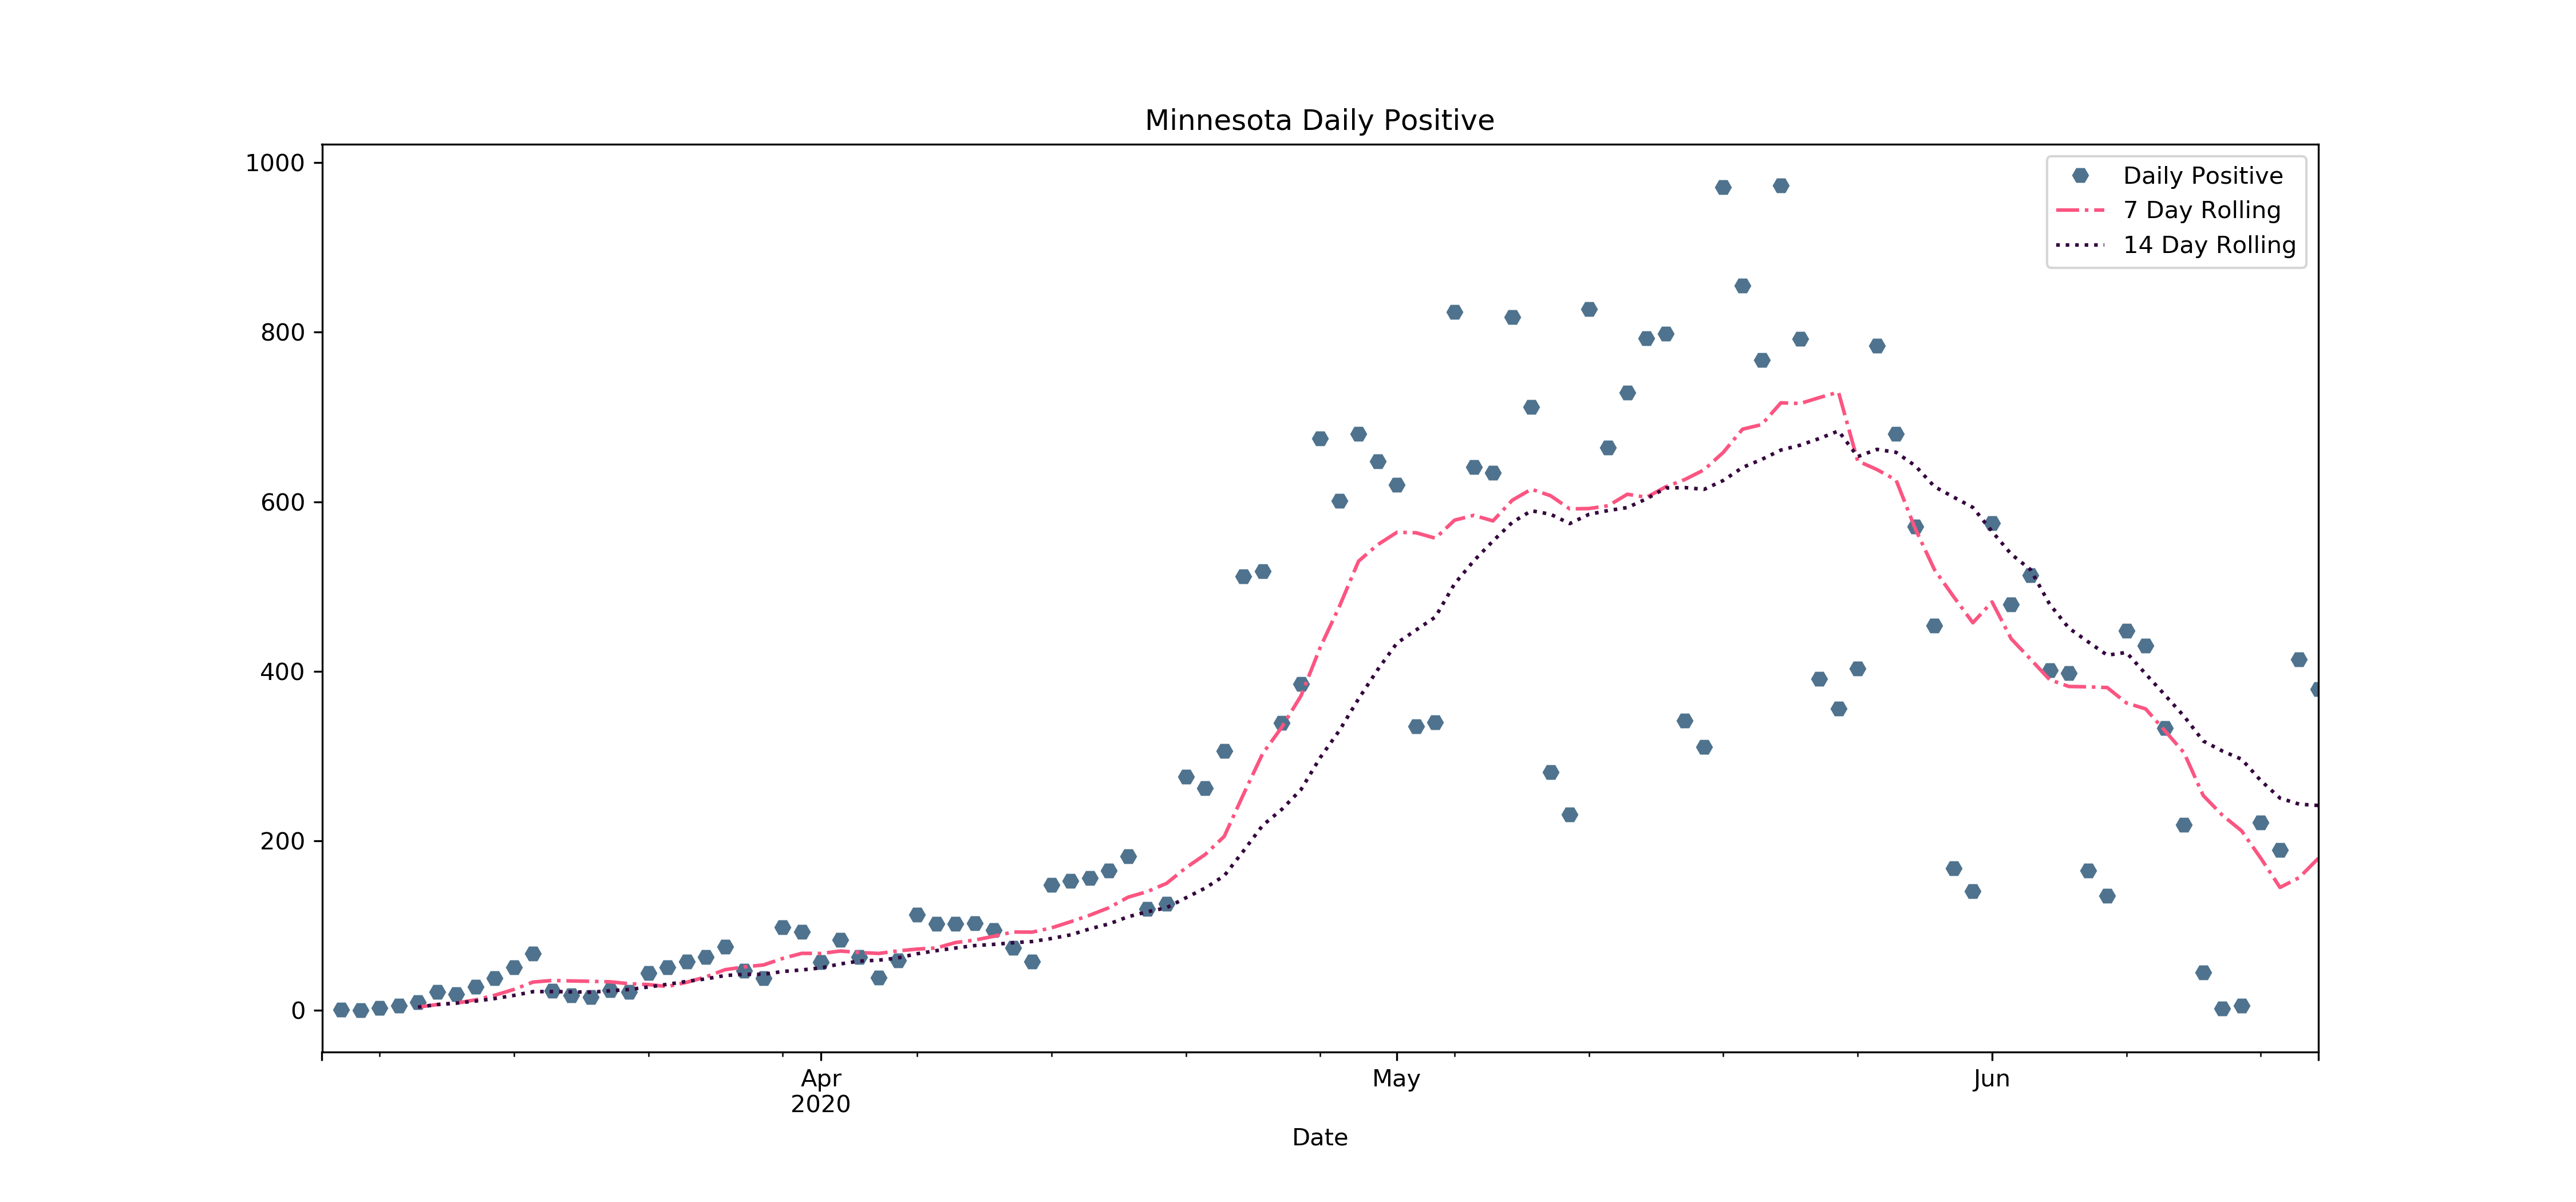 Minnesota Daily Positive
1000
800
600
400
200
0
Daily Positive
7 Day Rolling
14 Day Rolling
Apr
2020
May
Jun
Date